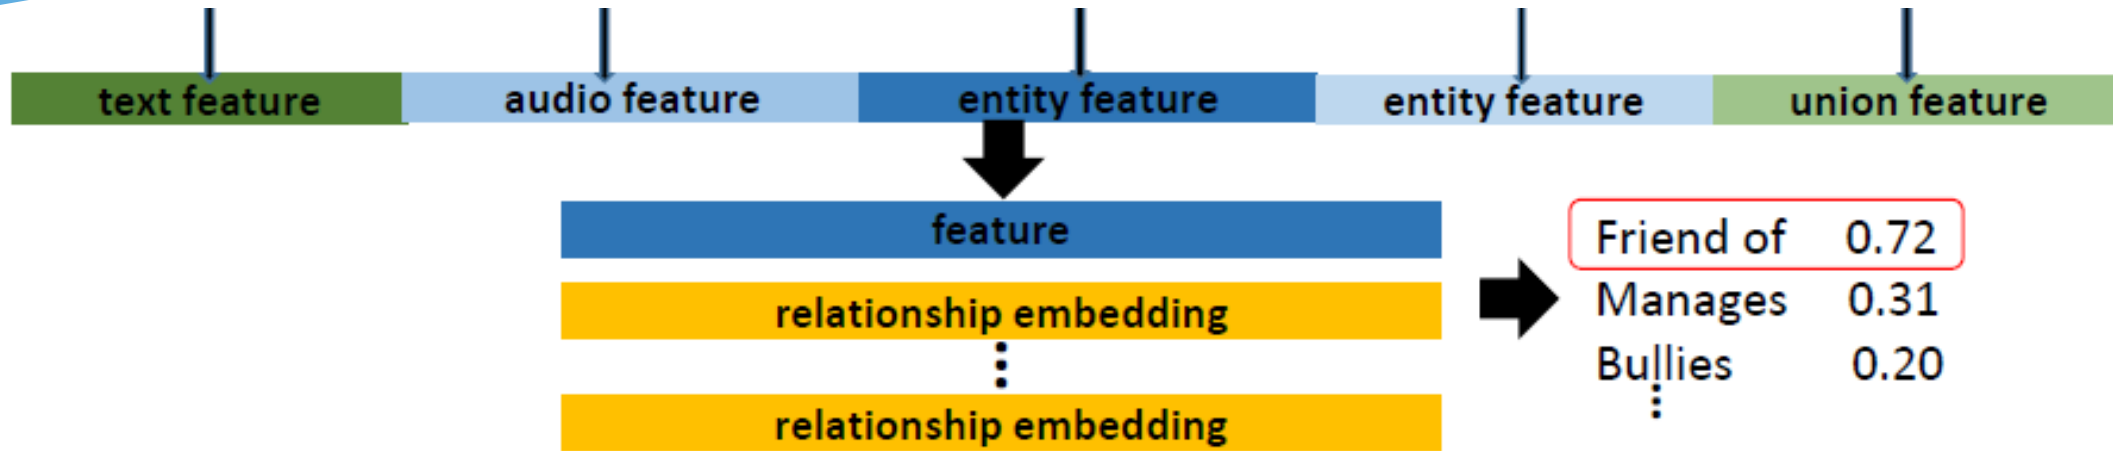 text feature audio feature entity feature entity feature union feature
feature
relationship embedding
relationship embedding
Friend of 0.72
Manages 0.31
Bullies 0.20